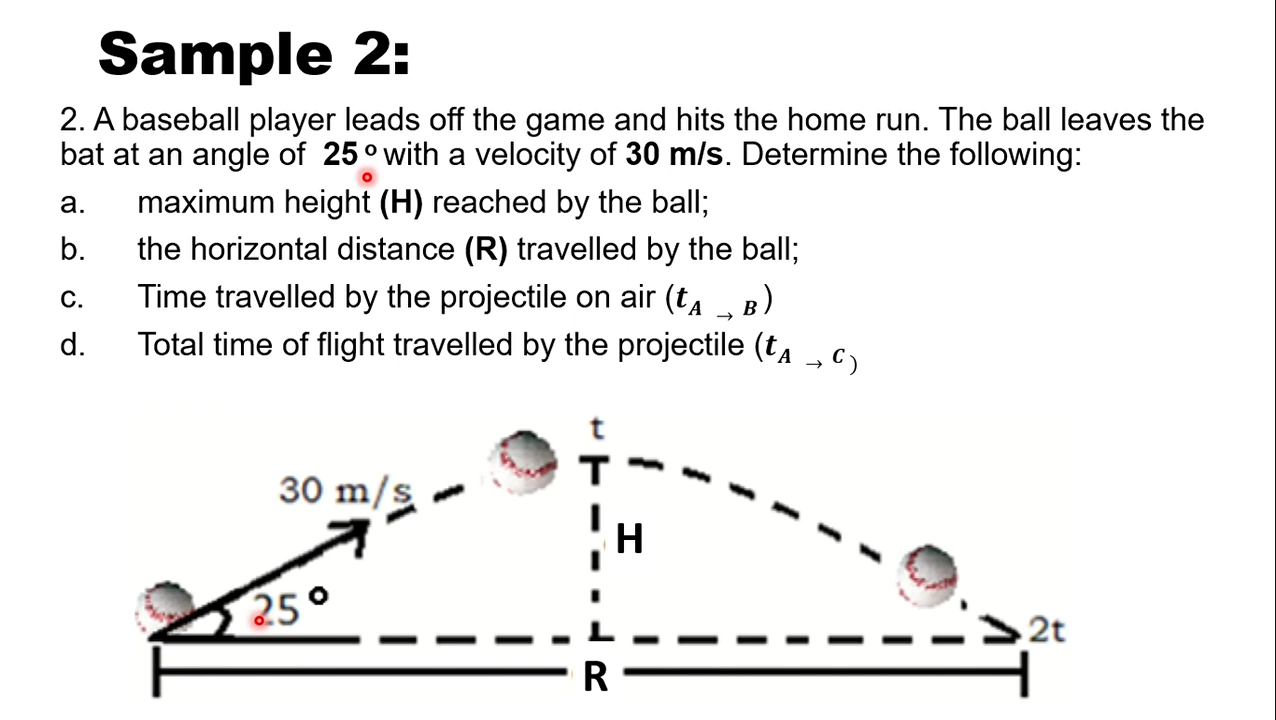 Sample 2:
2. A baseball player leads off the game and hits the home run. The ball leaves the
bat at an angle of 25 º with a velocity of 30 m/s. Determine the following:
a. maximum height (H) reached by the ball;
b. the horizontal distance (R) travelled by the ball;
c. Time travelled by the projectile on air (t_A → B)
d. Total time of flight travelled by the projectile (t_A → C)
t
30 m/s
H
25 º
2t
R